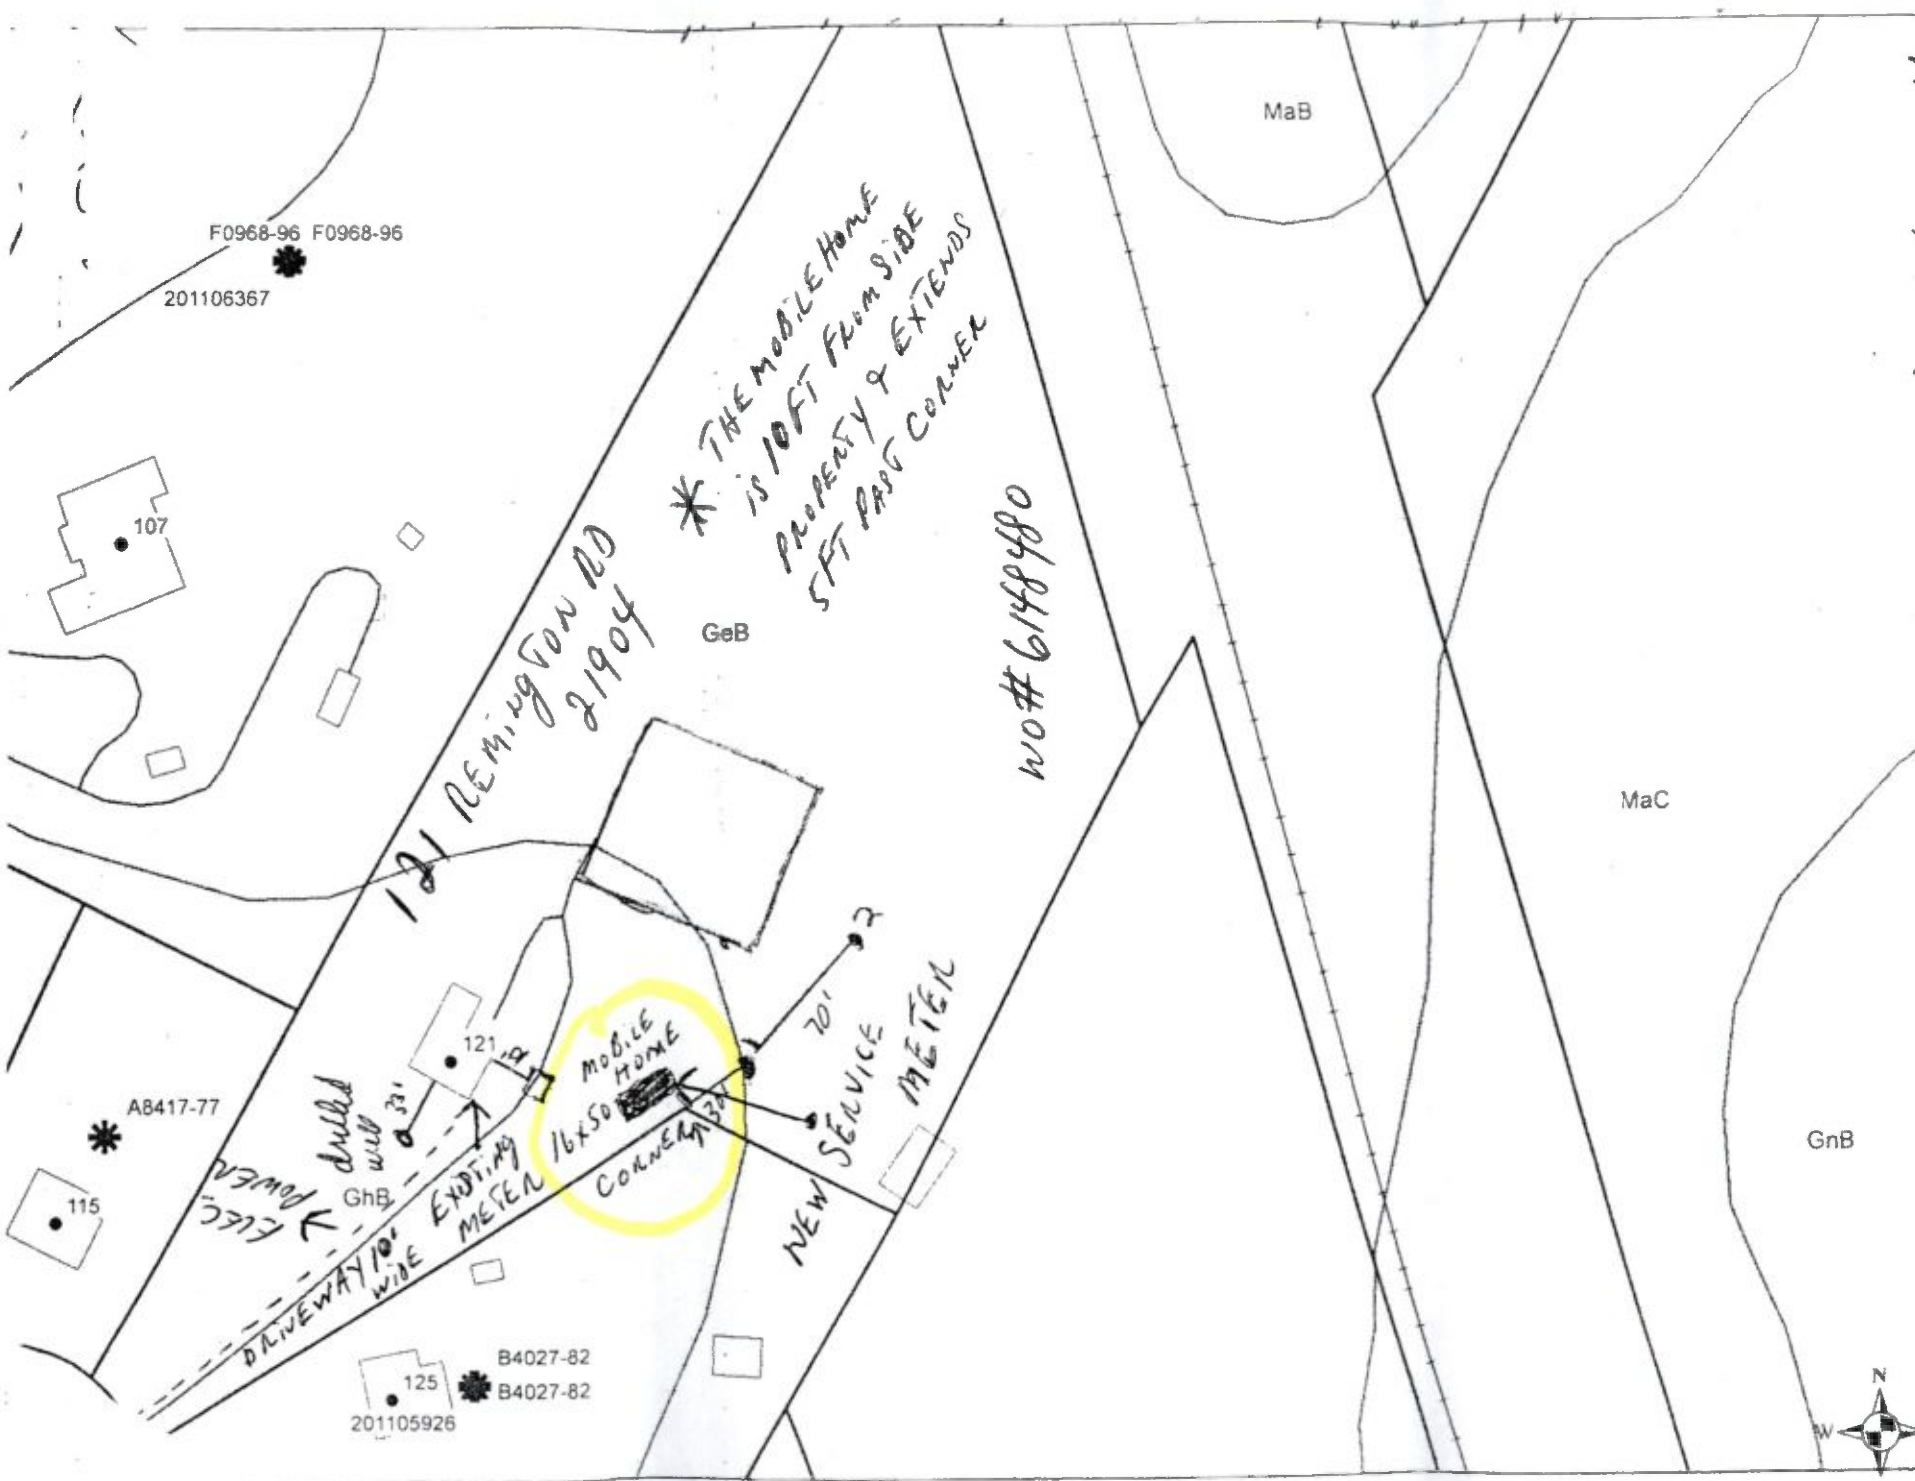 MaB
F0968-96 F0968-96
201106367
* THE MOBILE HOME
is 10FT FROM SIDE
PROPERTY & EXTENDS
5FT PAST CORNER
107
121 REMINGTON RD
21904
GeB
WO# 6148480
MaC
2
70'
1
MOBILE
HOME
16x50
30'
CORNER
NEW SERVICE
METER
121
drilled
well
33'
A8417-77
GhB
EXISTING
METER
ELEC.
POWER
115
DRIVEWAY 10'
WIDE
GnB
125
B4027-82
B4027-82
201105926
N
W